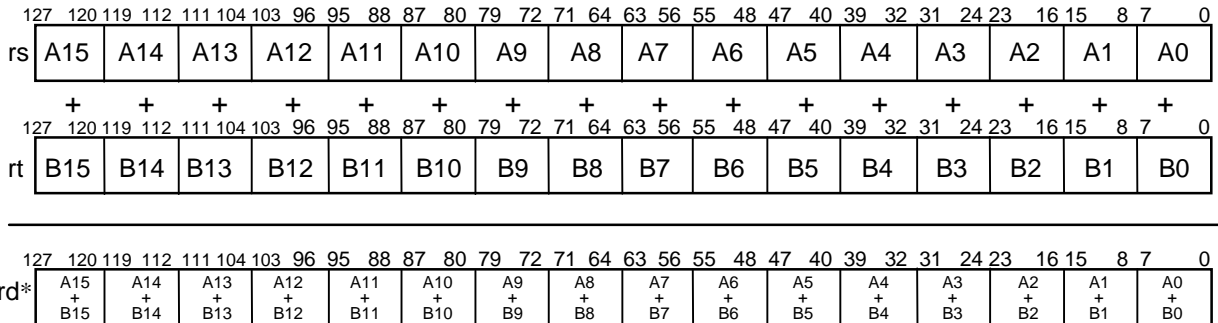 127 120 119 112 111 104 103 96 95 88 87 80 79 72 71 64 63 56 55 48 47 40 39 32 31 24 23 16 15 8 7 0
rs A15 A14 A13 A12 A11 A10 A9 A8 A7 A6 A5 A4 A3 A2 A1 A0
+ + + + + + + + + + + + + + + +
127 120 119 112 111 104 103 96 95 88 87 80 79 72 71 64 63 56 55 48 47 40 39 32 31 24 23 16 15 8 7 0
rt B15 B14 B13 B12 B11 B10 B9 B8 B7 B6 B5 B4 B3 B2 B1 B0
127 120 119 112 111 104 103 96 95 88 87 80 79 72 71 64 63 56 55 48 47 40 39 32 31 24 23 16 15 8 7 0
A15 A14 A13 A12 A11 A10 A9 A8 A7 A6 A5 A4 A3 A2 A1 A0
rd* + + + + + + + + + + + + + + + +
B15 B14 B13 B12 B11 B10 B9 B8 B7 B6 B5 B4 B3 B2 B1 B0